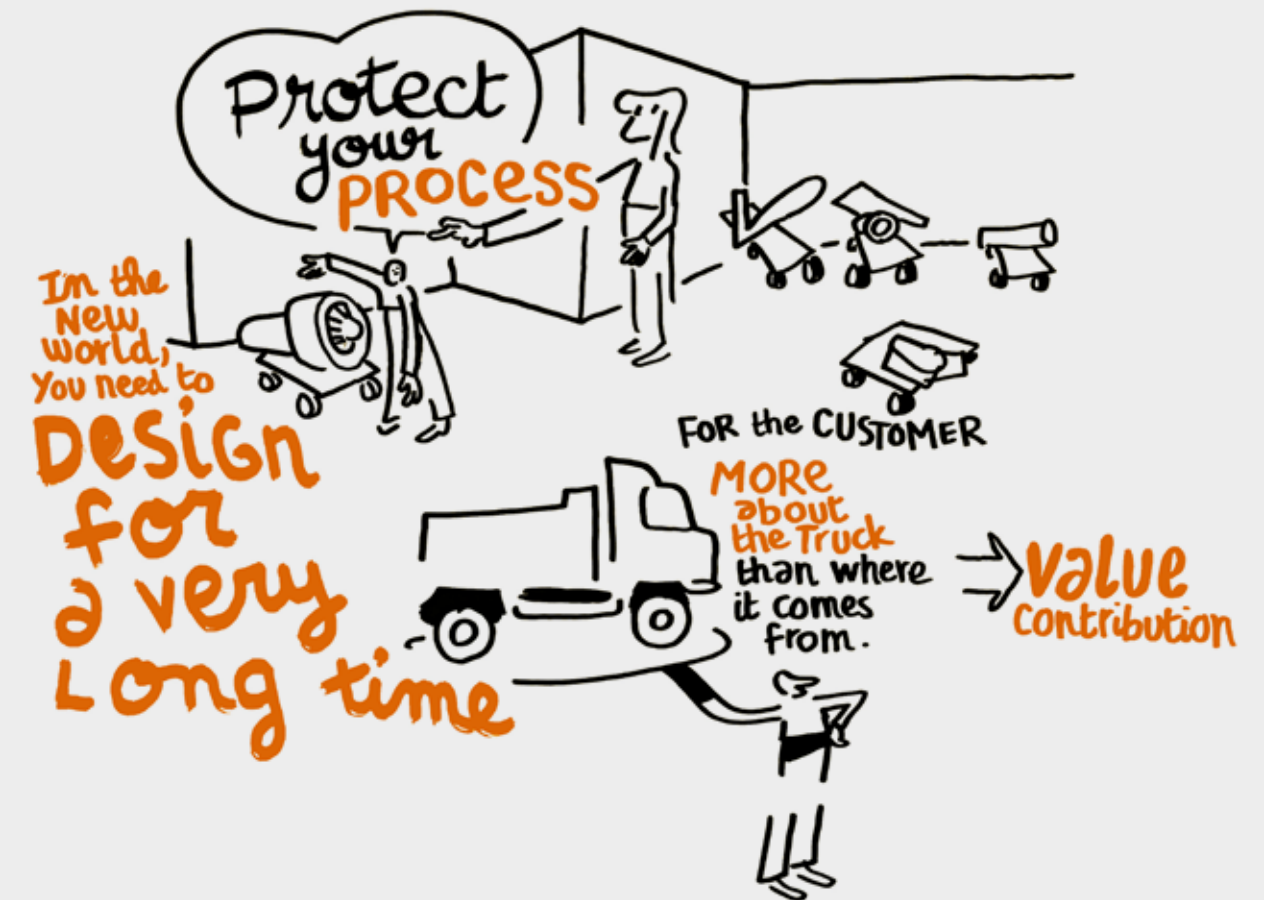 Protect
your
PROCESS
In the
New
world,
You need to
Design
for
a very
Long time
FOR the CUSTOMER
MORE
about
the Truck
than where
it comes
from.
Value
Contribution